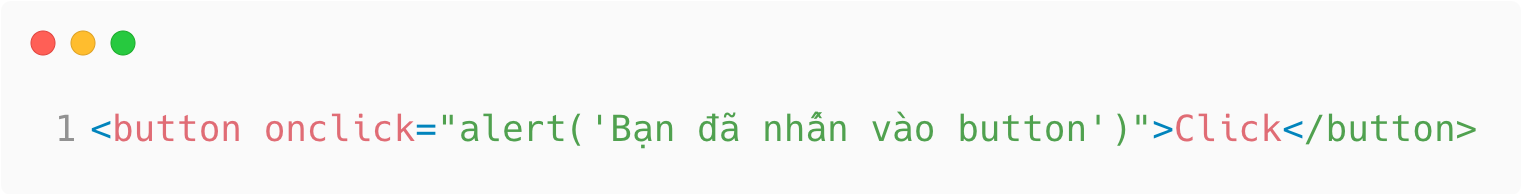 1 <button onclick="alert('Bạn đã nhấn vào button')">Click</button>